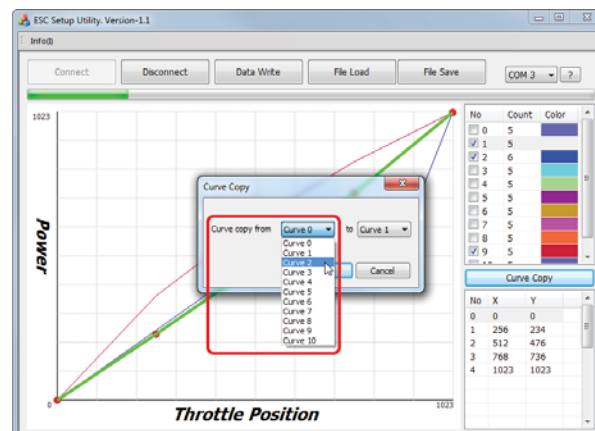 ESC Setup Utility. Version-1.1
Info(I)
Connect Disconnect Data Write File Load File Save COM 3 ?
1023
Power
0
Throttle Position
1023
No Count Color
0 5
1 5
2 6
3 5
4 5
5 5
6 5
7 5
8 5
9 5
Curve Copy
No X Y
0 0 0
1 256 234
2 512 476
3 768 736
4 1023 1023
Curve Copy
Curve copy from Curve 0 to Curve 1
Curve 0
Curve 1
Curve 2
Curve 3
Curve 4
Curve 5
Curve 6
Curve 7
Curve 8
Curve 9
Curve 10
Cancel